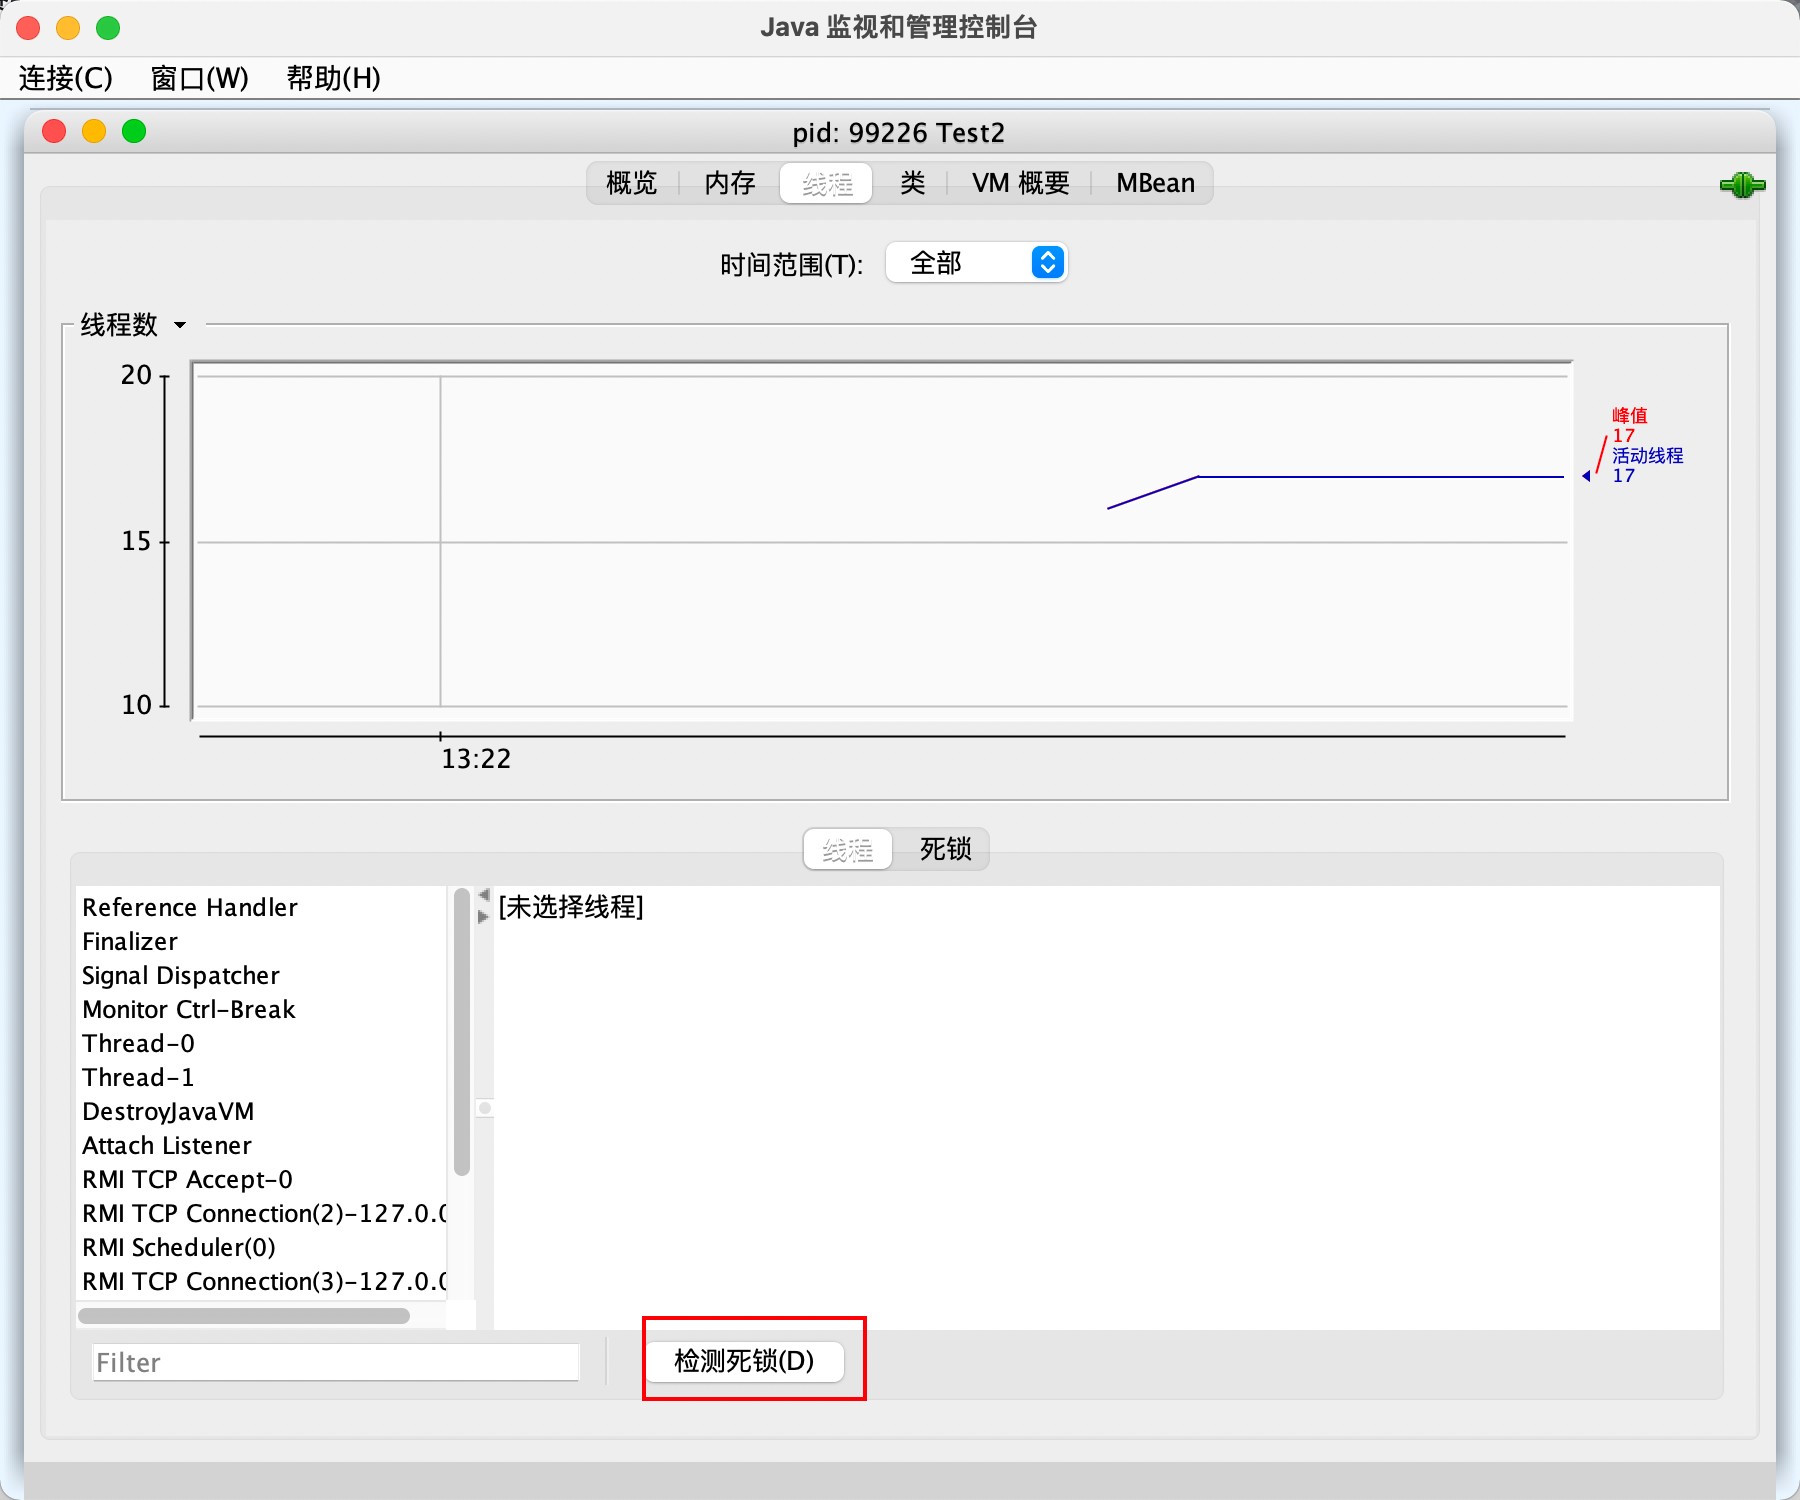 Java 监视和管理控制台
连接(C) 窗口(W) 帮助(H)
pid: 99226 Test2
概览 内存 线程 类 VM 概要 MBean
时间范围(T): 全部
线程数
20
15
10
13:22
峰值
17
活动线程
17
线程 死锁
Reference Handler
Finalizer
Signal Dispatcher
Monitor Ctrl-Break
Thread-0
Thread-1
DestroyJavaVM
Attach Listener
RMI TCP Accept-0
RMI TCP Connection(2)-127.0.0
RMI Scheduler(0)
RMI TCP Connection(3)-127.0.0
[未选择线程]
Filter
检测死锁(D)